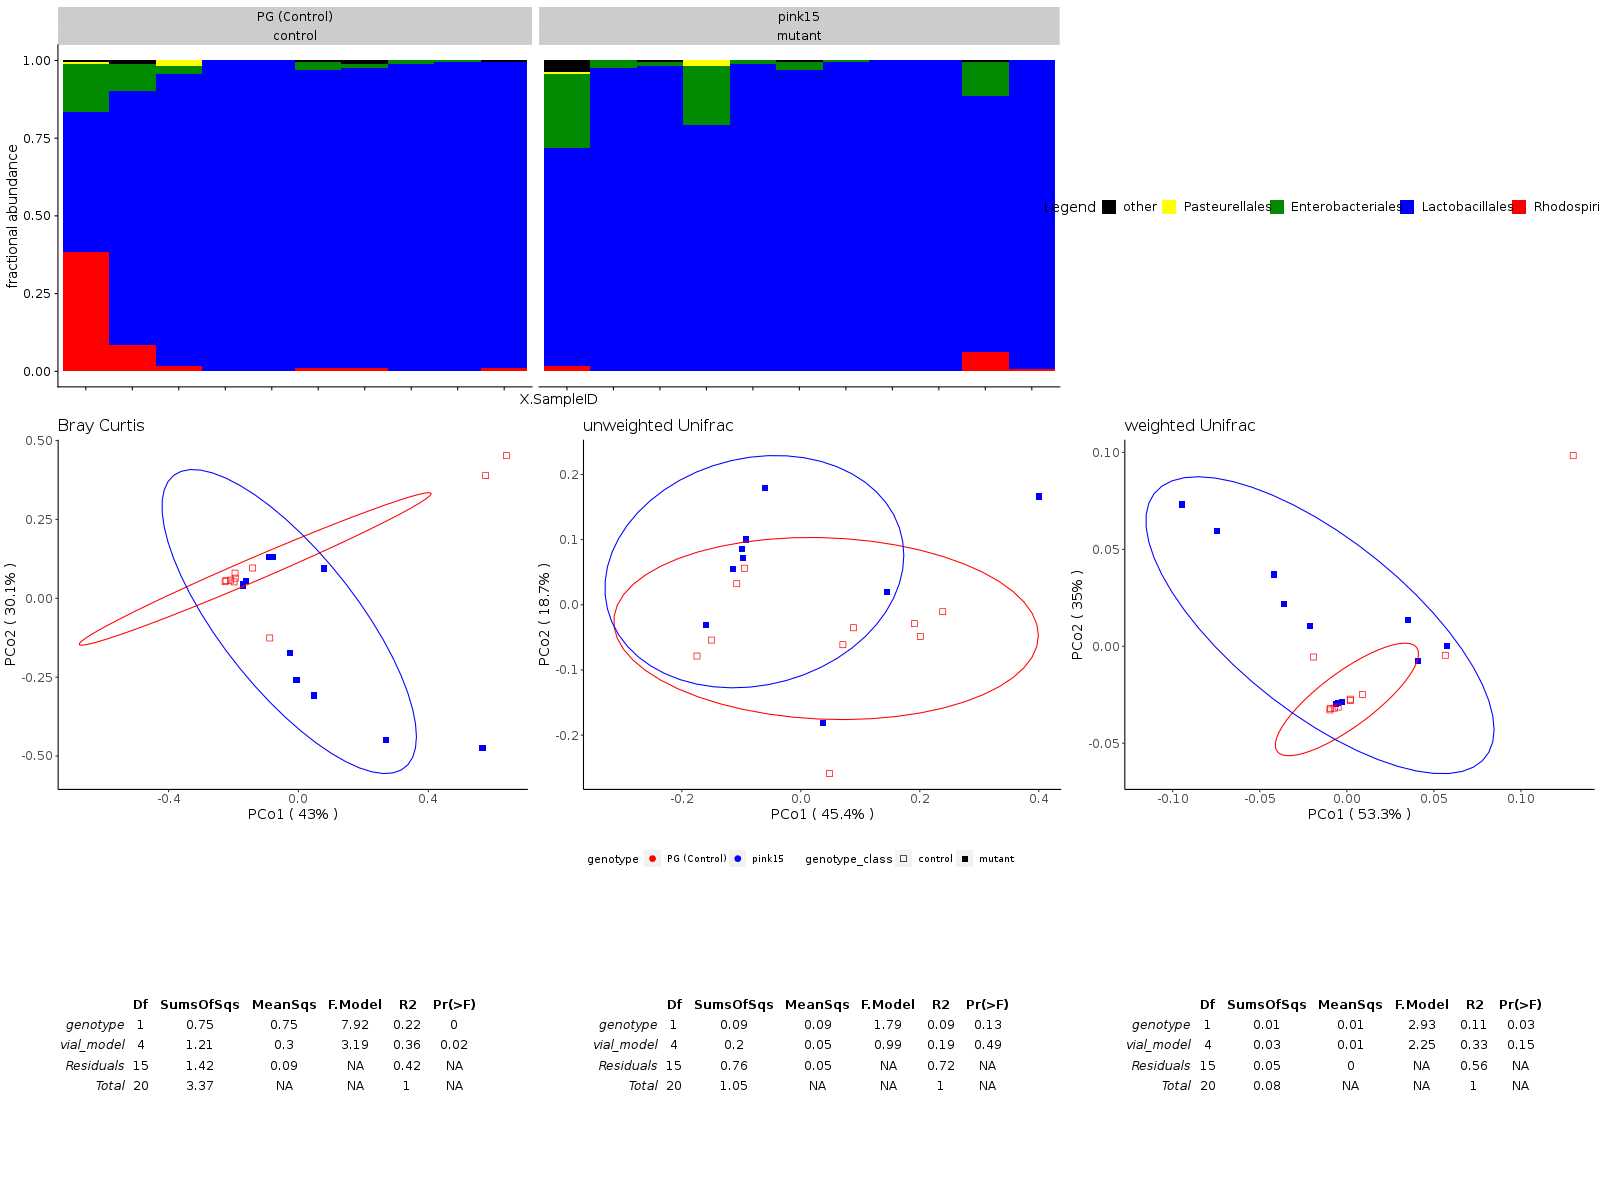 PG (Control)
control
pink15
mutant
1.00
0.75
0.50
0.25
0.00
fractional abundance
X.SampleID
Legend other Pasteurellales Enterobacteriales Lactobacillales Rhodospiri
Bray Curtis
0.50
0.25
0.00
-0.25
-0.50
PCo2 ( 30.1% )
-0.4 0.0 0.4
PCo1 ( 43% )
unweighted Unifrac
0.2
0.1
0.0
-0.1
-0.2
PCo2 ( 18.7% )
-0.2 0.0 0.2 0.4
PCo1 ( 45.4% )
weighted Unifrac
0.10
0.05
0.00
-0.05
PCo2 ( 35% )
-0.10 -0.05 0.00 0.05 0.10
PCo1 ( 53.3% )
genotype PG (Control) pink15 genotype_class control mutant
Df SumsOfSqs MeanSqs F.Model R2 Pr(>F)
genotype 1 0.75 0.75 7.92 0.22 0
vial_model 4 1.21 0.3 3.19 0.36 0.02
Residuals 15 1.42 0.09 NA 0.42 NA
Total 20 3.37 NA NA 1 NA
Df SumsOfSqs MeanSqs F.Model R2 Pr(>F)
genotype 1 0.09 0.09 1.79 0.09 0.13
vial_model 4 0.2 0.05 0.99 0.19 0.49
Residuals 15 0.76 0.05 NA 0.72 NA
Total 20 1.05 NA NA 1 NA
Df SumsOfSqs MeanSqs F.Model R2 Pr(>F)
genotype 1 0.01 0.01 2.93 0.11 0.03
vial_model 4 0.03 0.01 2.25 0.33 0.15
Residuals 15 0.05 0 NA 0.56 NA
Total 20 0.08 NA NA 1 NA